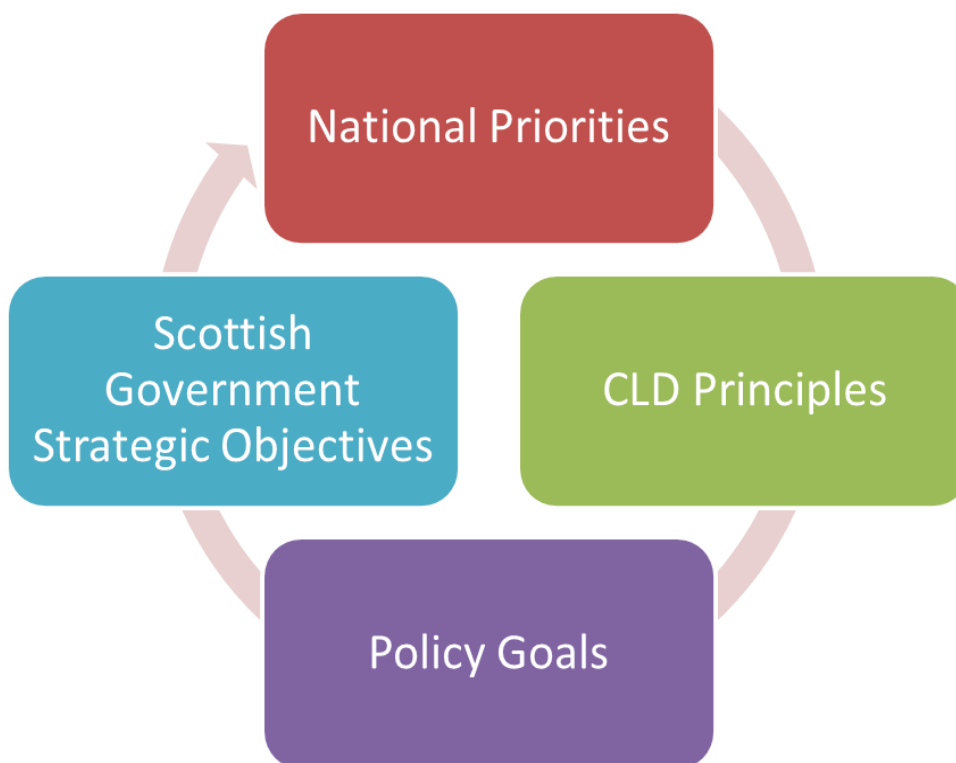 National Priorities
Scottish
Government
Strategic Objectives
CLD Principles
Policy Goals